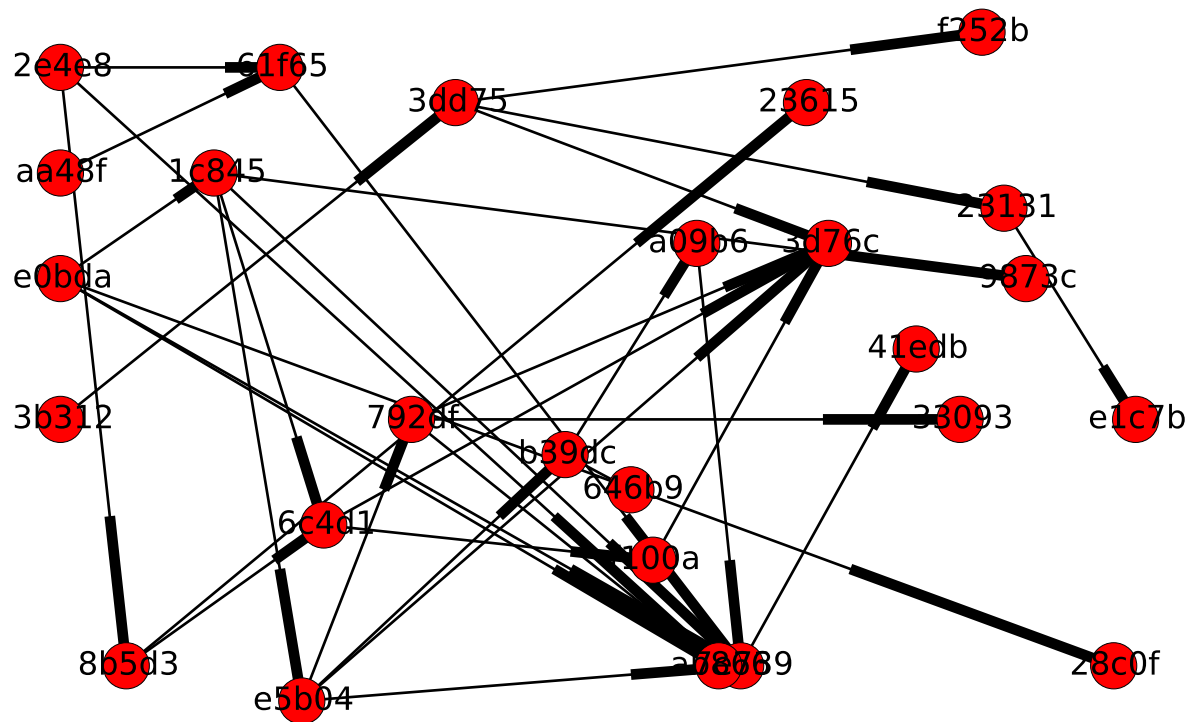 f252b
2e4e8
61f65
3dd75
23615
aa48f
1c845
23131
a09b6
3d76c
e0bda
9873c
41edb
3b312
792df
33093
e1c7b
b39dc
646b9
6c4d1
8b5d3
28c0f
e5b04